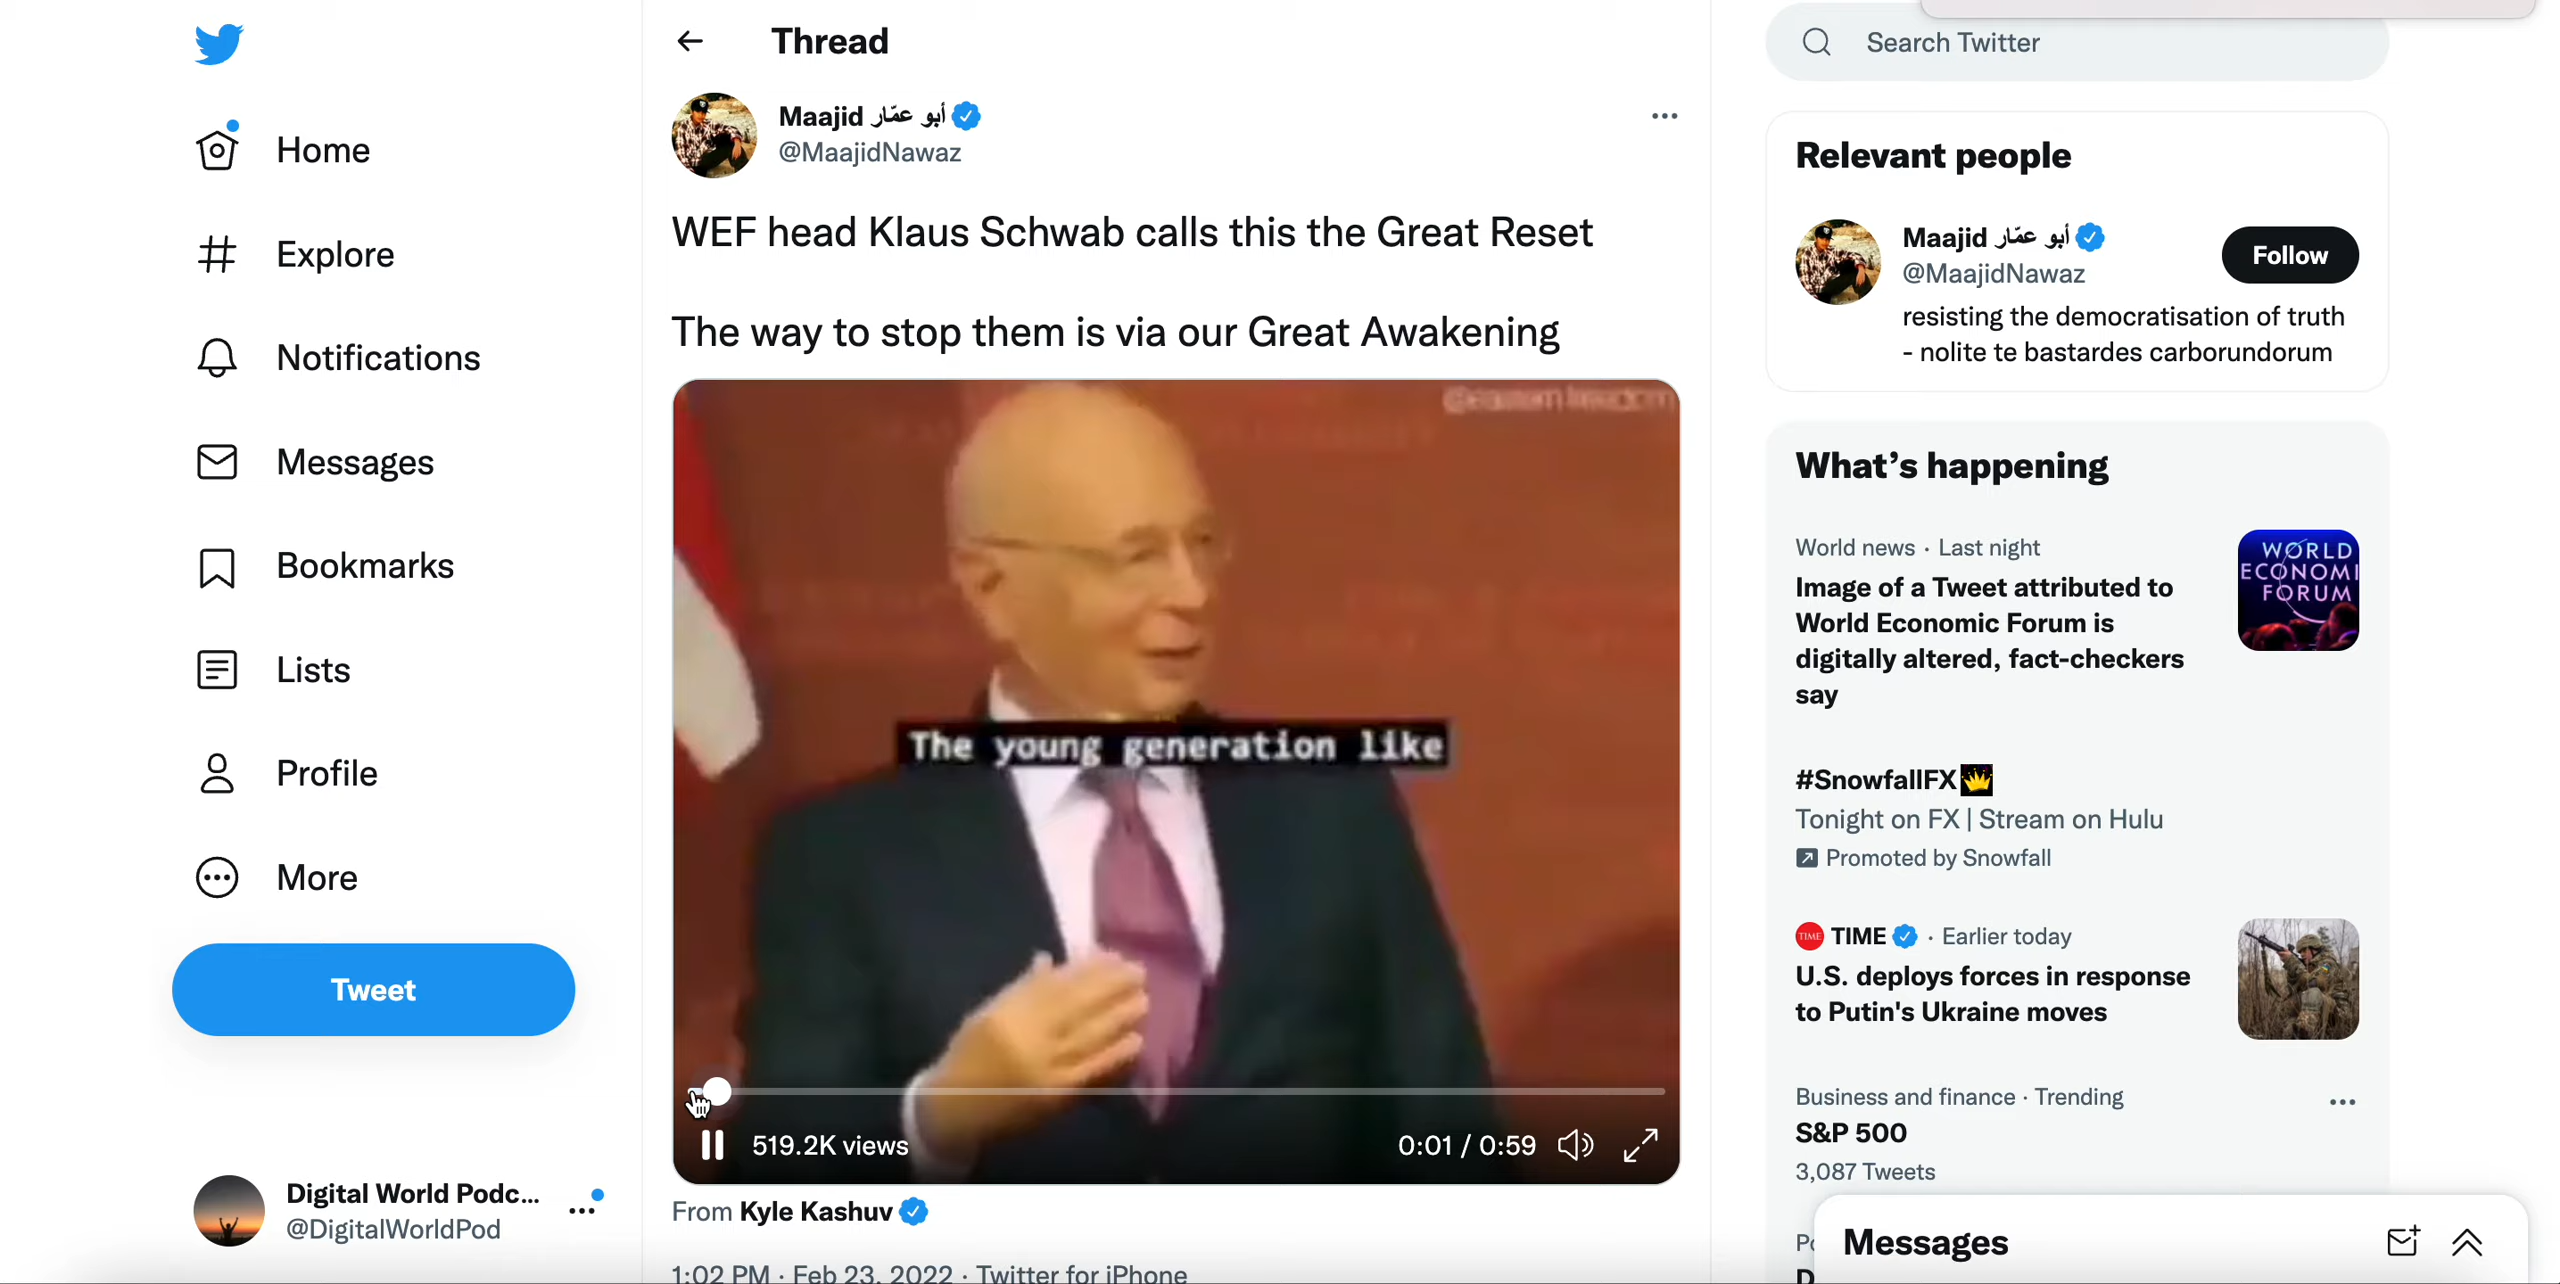 Home
Explore
Notifications
Messages
Bookmarks
Lists
Profile
More
Tweet
Digital World Podc...
@DigitalWorldPod
Thread
Maajid أبو عمّار
@MaajidNawaz
WEF head Klaus Schwab calls this the Great Reset
The way to stop them is via our Great Awakening
The young generation like
519.2K views
0:01 / 0:59
From Kyle Kashuv
1:02 PM · Feb 23, 2022 · Twitter for iPhone
Search Twitter
Relevant people
Maajid أبو عمّار
@MaajidNawaz
Follow
resisting the democratisation of truth
- nolite te bastardes carborundorum
What's happening
World news · Last night
Image of a Tweet attributed to
World Economic Forum is
digitally altered, fact-checkers
say
WORLD
ECONOMI
FORUM
#SnowfallFX
Tonight on FX | Stream on Hulu
Promoted by Snowfall
TIME TIME · Earlier today
U.S. deploys forces in response
to Putin's Ukraine moves
Business and finance · Trending
S&P 500
3,087 Tweets
Messages